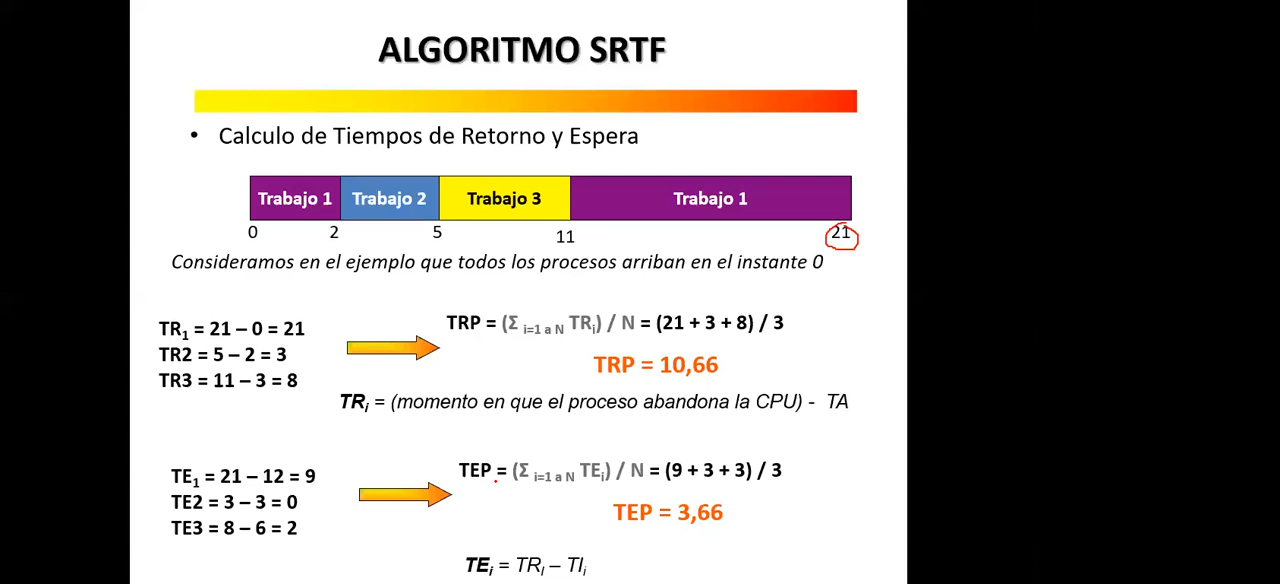 ALGORITMO SRTF
• Calculo de Tiempos de Retorno y Espera
Trabajo 1 Trabajo 2 Trabajo 3 Trabajo 1
0 2 5 11 21
Consideramos en el ejemplo que todos los procesos arriban en el instante 0
TR1 = 21 – 0 = 21
TR2 = 5 – 2 = 3
TR3 = 11 – 3 = 8
TRP = (Σ i=1 a N TRi) / N = (21 + 3 + 8) / 3
TRP = 10,66
TRi = (momento en que el proceso abandona la CPU) - TA
TE1 = 21 – 12 = 9
TE2 = 3 – 3 = 0
TE3 = 8 – 6 = 2
TEP = (Σ i=1 a N TEi) / N = (9 + 3 + 3) / 3
TEP = 3,66
TEi = TRi – TIi